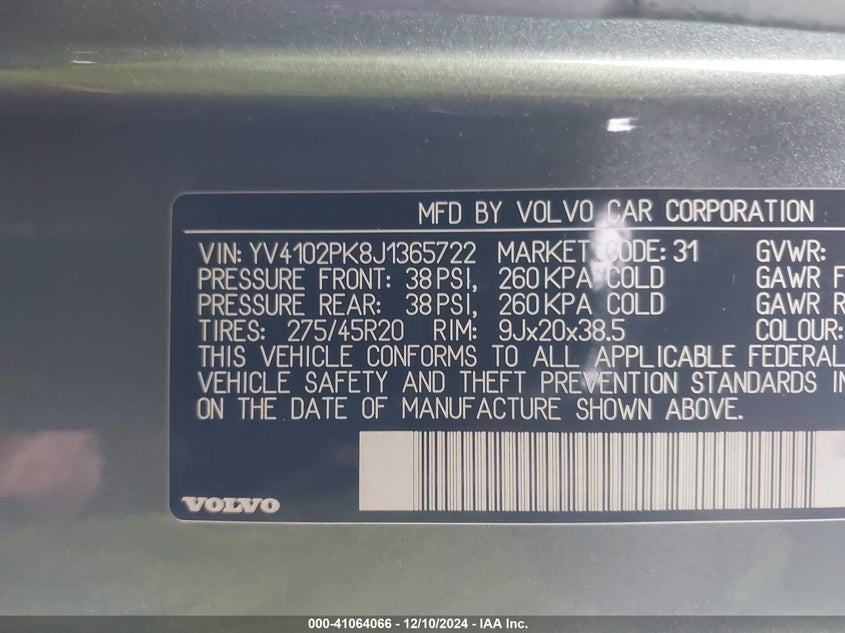 MFD BY VOLVO CAR CORPORATION
VIN: YV4102PK8J1365722 MARKET CODE: 31 GVWR:
PRESSURE FRONT: 38 PSI, 260 KPA COLD GAWR F
PRESSURE REAR: 38 PSI, 260 KPA COLD GAWR R
TIRES: 275/45R20 RIM: 9Jx20x38.5 COLOUR:
THIS VEHICLE CONFORMS TO ALL APPLICABLE FEDERAL
VEHICLE SAFETY AND THEFT PREVENTION STANDARDS IN
ON THE DATE OF MANUFACTURE SHOWN ABOVE.
VOLVO
000-41064066 - 12/10/2024 - IAA Inc.